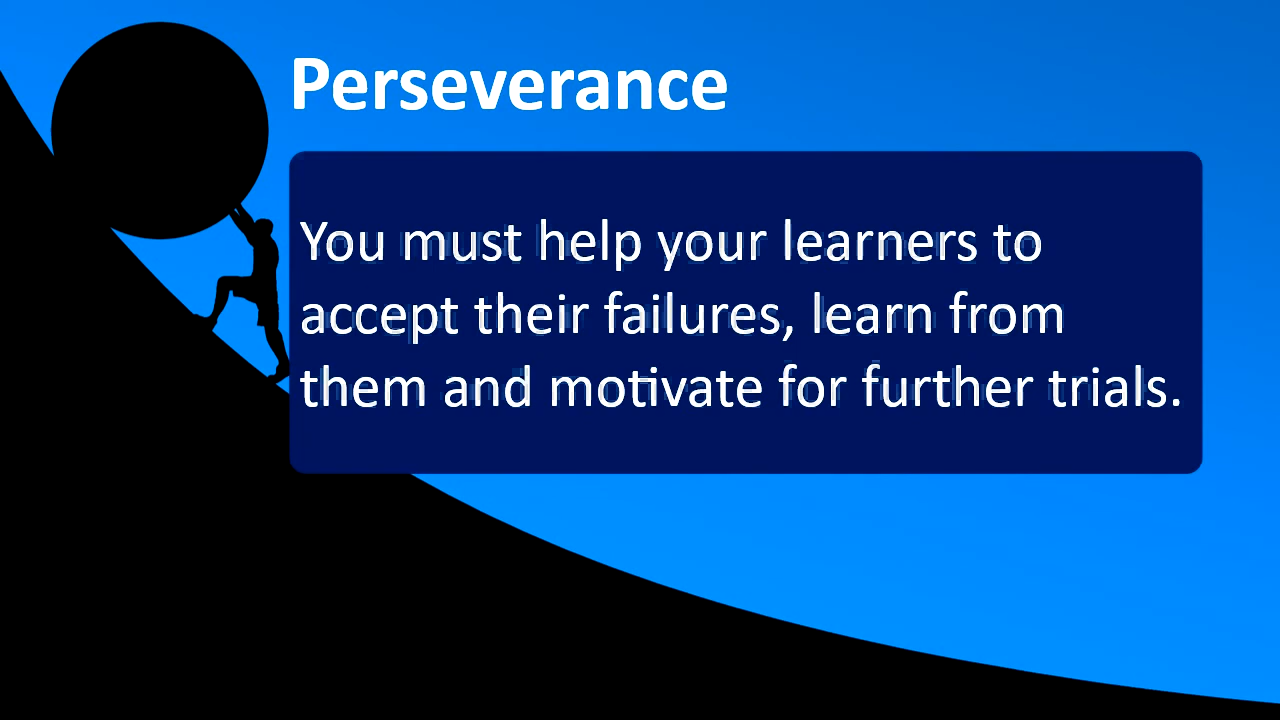 Perseverance
You must help your learners to
accept their failures, learn from
them and motivate for further trials.